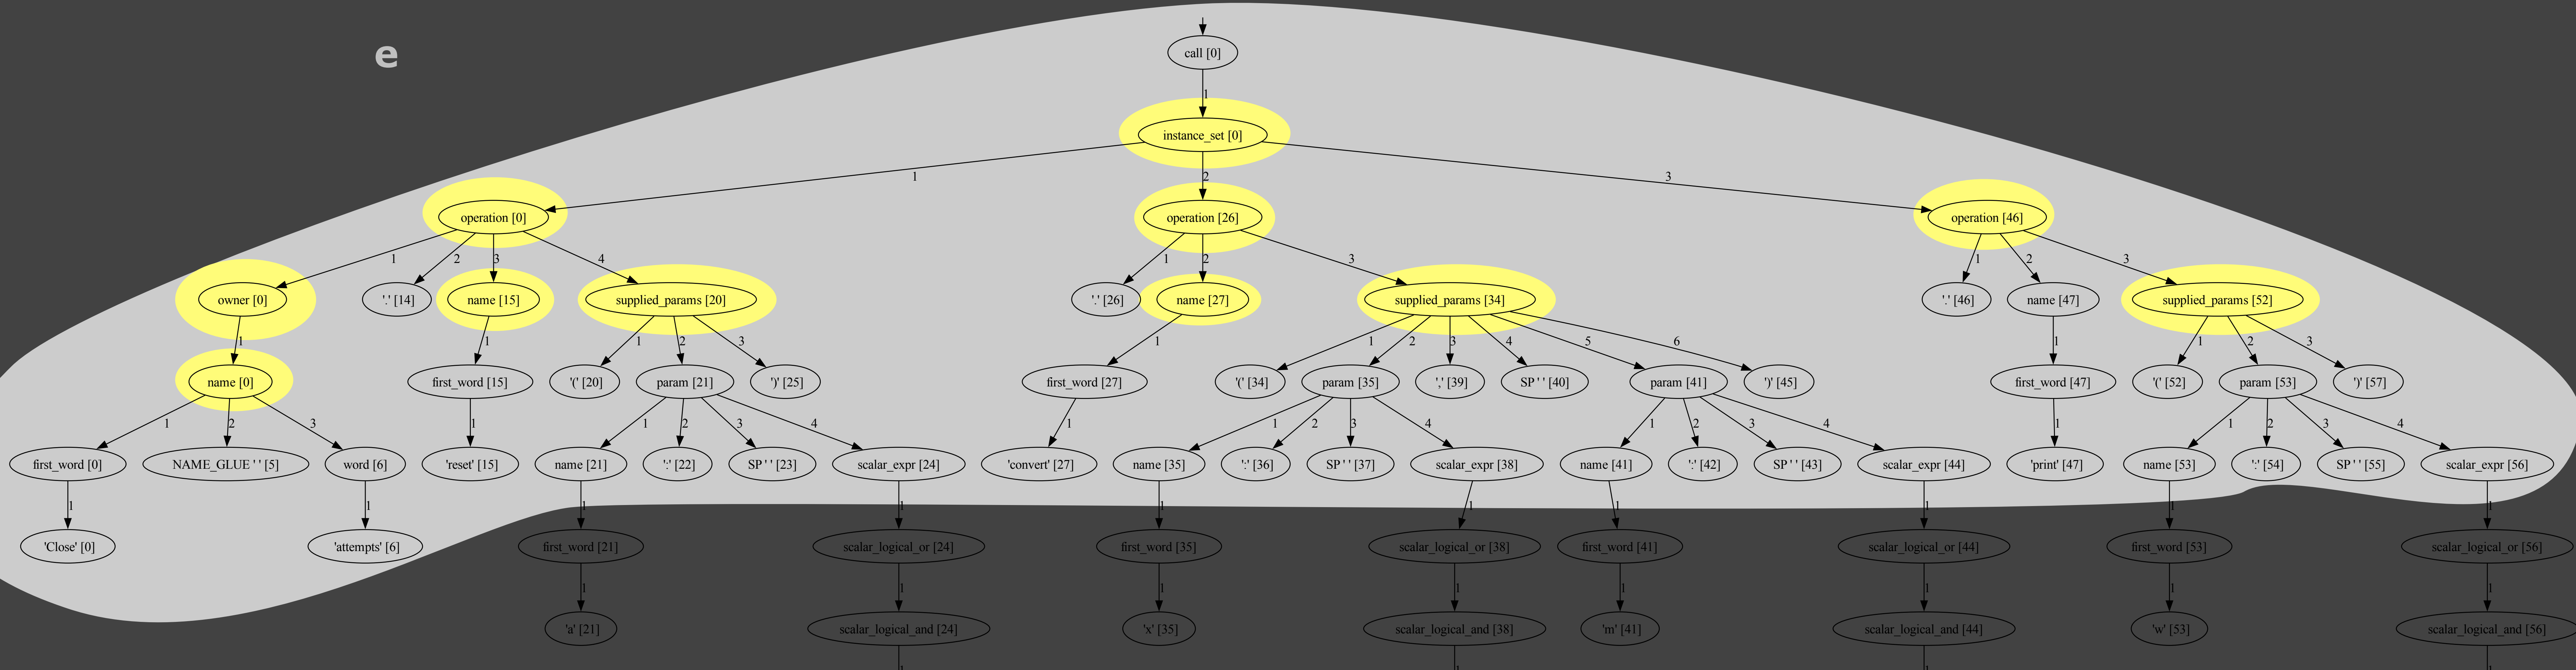 e
call [0]
1
instance_set [0]
1 2 3
operation [0] operation [26] operation [46]
1 2 3 4 1 2 3 1 2 3
owner [0] '.' [14] name [15] supplied_params [20] '.' [26] name [27] supplied_params [34] '.' [46] name [47] supplied_params [52]
1 1 1 2 3 1 1 2 3 4 5 6 1 1 2 3
name [0] first_word [15] '(' [20] param [21] ')' [25] first_word [27] '(' [34] param [35] ',' [39] SP ' ' [40] param [41] ')' [45] first_word [47] '(' [52] param [53] ')' [57]
1 2 3 1 1 2 3 4 1 1 2 3 4 1 2 3 4 1 1 2 3 4
first_word [0] NAME_GLUE ' ' [5] word [6] 'reset' [15] name [21] ':' [22] SP ' ' [23] scalar_expr [24] 'convert' [27] name [35] ':' [36] SP ' ' [37] scalar_expr [38] name [41] ':' [42] SP ' ' [43] scalar_expr [44] 'print' [47] name [53] ':' [54] SP ' ' [55] scalar_expr [56]
1 1 1 1 1 1 1 1 1 1
'Close' [0] 'attempts' [6] first_word [21] scalar_logical_or [24] first_word [35] scalar_logical_or [38] first_word [41] scalar_logical_or [44] first_word [53] scalar_logical_or [56]
1 1 1 1 1 1 1 1
'a' [21] scalar_logical_and [24] 'x' [35] scalar_logical_and [38] 'm' [41] scalar_logical_and [44] 'w' [53] scalar_logical_and [56]
1 1 1 1